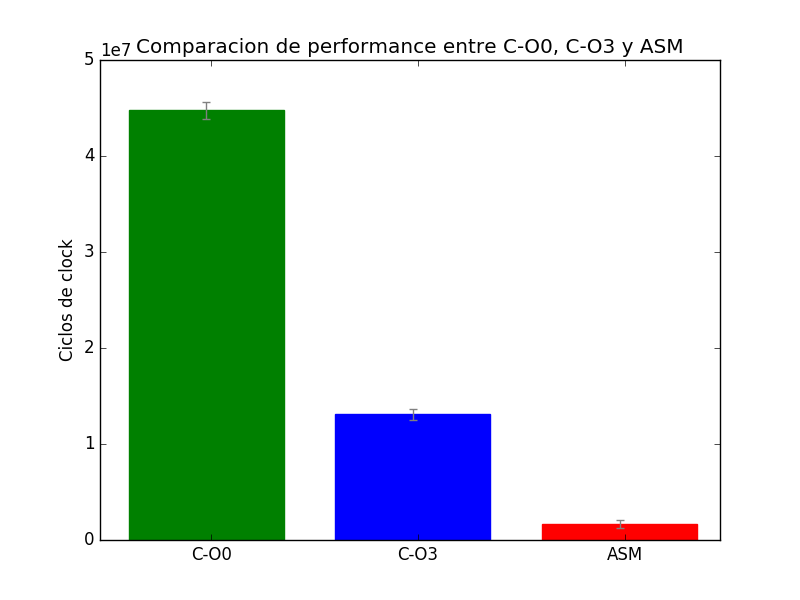 Comparacion de performance entre C-O0, C-O3 y ASM
1e7
5
4
3
2
1
0
Ciclos de clock
C-O0 C-O3 ASM